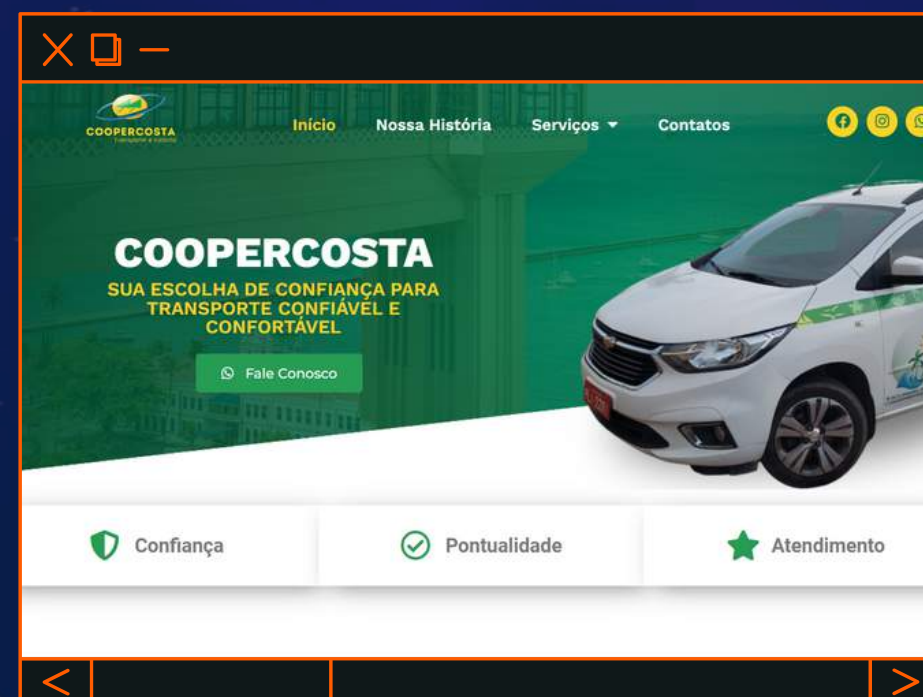 COOPERCOSTA
Início
Nossa História
Serviços
Contatos
COOPERCOSTA
SUA ESCOLHA DE CONFIANÇA PARA
TRANSPORTE CONFIÁVEL E
CONFORTÁVEL
Fale Conosco
Confiança
Pontualidade
Atendimento